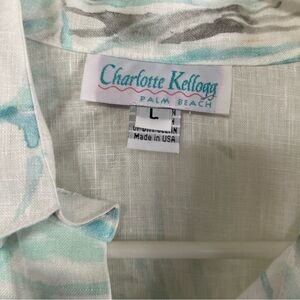 Charlotte Kellogg
PALM BEACH
L
Made in USA